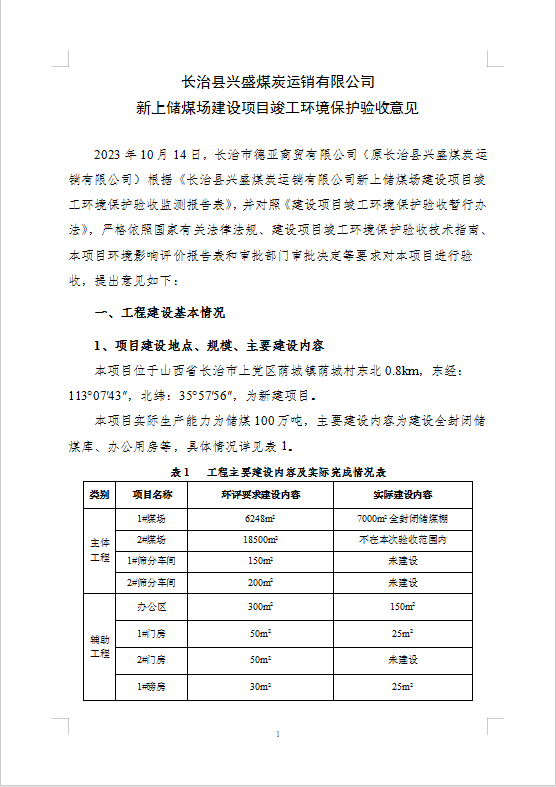 长治县兴盛煤炭运销有限公司
新上储煤场建设项目竣工环境保护验收意见
2023 年 10 月 14 日，长治市德亚商贸有限公司（原长治县兴盛煤炭运
销有限公司）根据《长治县兴盛煤炭运销有限公司新上储煤场建设项目竣
工环境保护验收监测报告表》，并对照《建设项目竣工环境保护验收暂行办
法》，严格依照国家有关法律法规、建设项目竣工环境保护验收技术指南、
本项目环境影响评价报告表和审批部门审批决定等要求对本项目进行验
收，提出意见如下：
一、工程建设基本情况
1、项目建设地点、规模、主要建设内容
本项目位于山西省长治市上党区荫城镇荫城村东北 0.8km，东经：
113°07′43″，北纬：35°57′56″，为新建项目。
本项目实际生产能力为储煤 100 万吨，主要建设内容为建设全封闭储
煤库、办公用房等，具体情况详见表 1。
表 1 工程主要建设内容及实际完成情况表
类别 项目名称 环评要求建设内容 实际建设内容
主体工程 1#煤场 6248m² 7000m² 全封闭储煤棚
2#煤场 18500m² 不在本次验收范围内
1#筛分车间 150m² 未建设
2#筛分车间 200m² 未建设
辅助工程 办公区 300m² 150m²
1#门房 50m² 25m²
2#门房 50m² 未建设
1#磅房 30m² 25m²
1